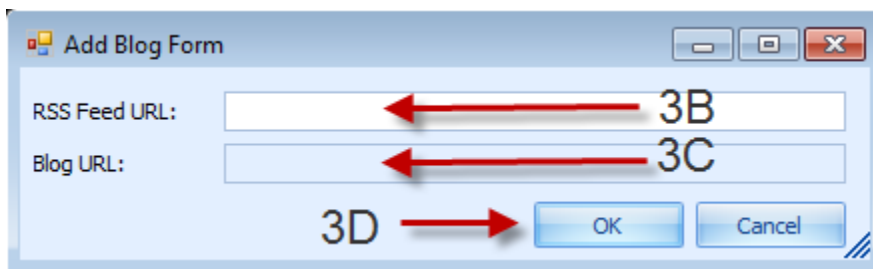 Add Blog Form
RSS Feed URL: 3B
Blog URL: 3C
3D OK Cancel